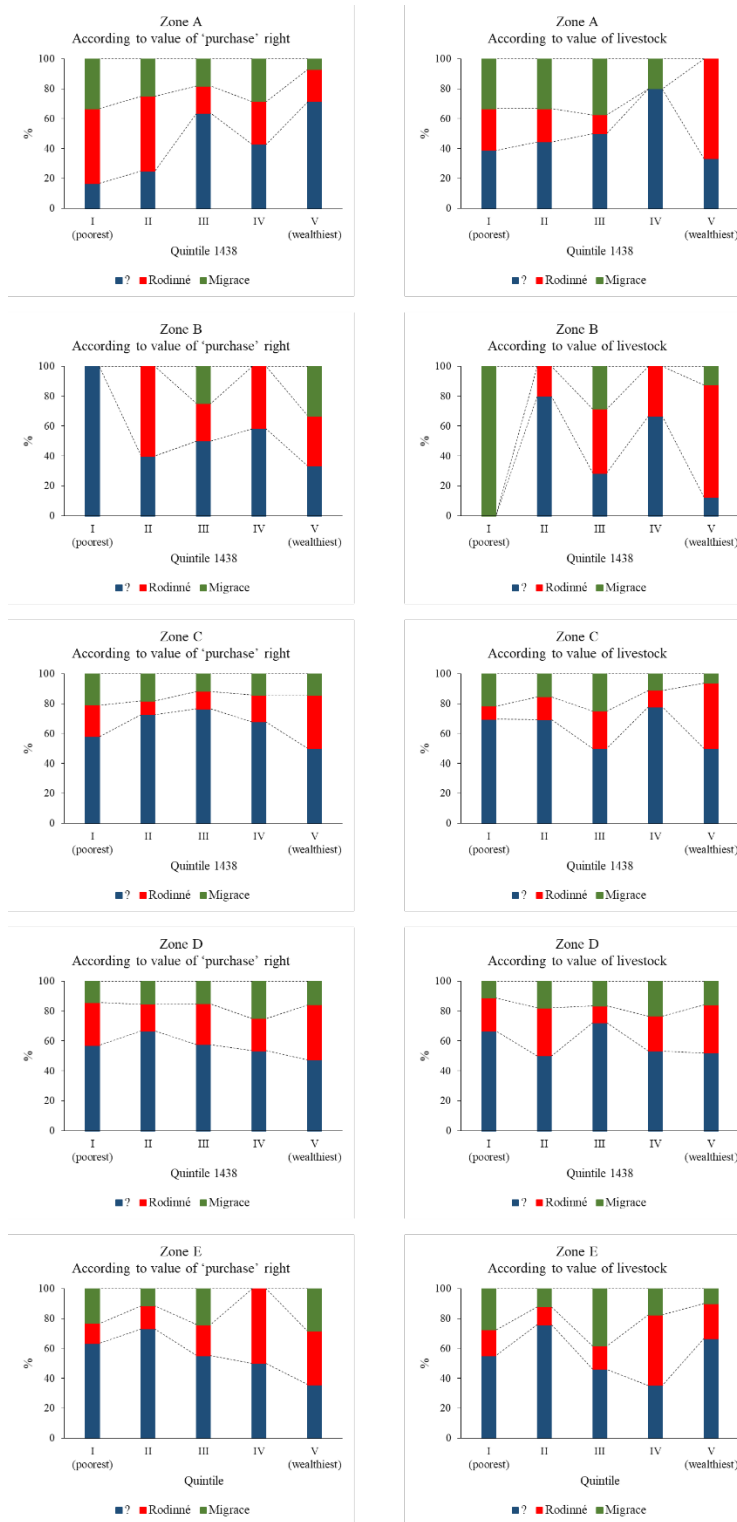 Zone A
According to value of ‘purchase’ right
100
80
60
40
20
0
%
I II III IV V
(poorest) (wealthiest)
Quintile 1438
? Rodinné Migrace
Zone A
According to value of livestock
100
80
60
40
20
0
%
I II III IV V
(poorest) (wealthiest)
Quintile 1438
? Rodinné Migrace
Zone B
According to value of ‘purchase’ right
100
80
60
40
20
0
%
I II III IV V
(poorest) (wealthiest)
Quintile 1438
? Rodinné Migrace
Zone B
According to value of livestock
100
80
60
40
20
0
%
I II III IV V
(poorest) (wealthiest)
Quintile 1438
? Rodinné Migrace
Zone C
According to value of ‘purchase’ right
100
80
60
40
20
0
%
I II III IV V
(poorest) (wealthiest)
Quintile 1438
? Rodinné Migrace
Zone C
According to value of livestock
100
80
60
40
20
0
%
I II III IV V
(poorest) (wealthiest)
Quintile 1438
? Rodinné Migrace
Zone D
According to value of ‘purchase’ right
100
80
60
40
20
0
%
I II III IV V
(poorest) (wealthiest)
Quintile 1438
? Rodinné Migrace
Zone D
According to value of livestock
100
80
60
40
20
0
%
I II III IV V
(poorest) (wealthiest)
Quintile 1438
? Rodinné Migrace
Zone E
According to value of ‘purchase’ right
100
80
60
40
20
0
%
I II III IV V
(poorest) (wealthiest)
Quintile
? Rodinné Migrace
Zone E
According to value of livestock
100
80
60
40
20
0
%
I II III IV V
(poorest) (wealthiest)
Quintile
? Rodinné Migrace